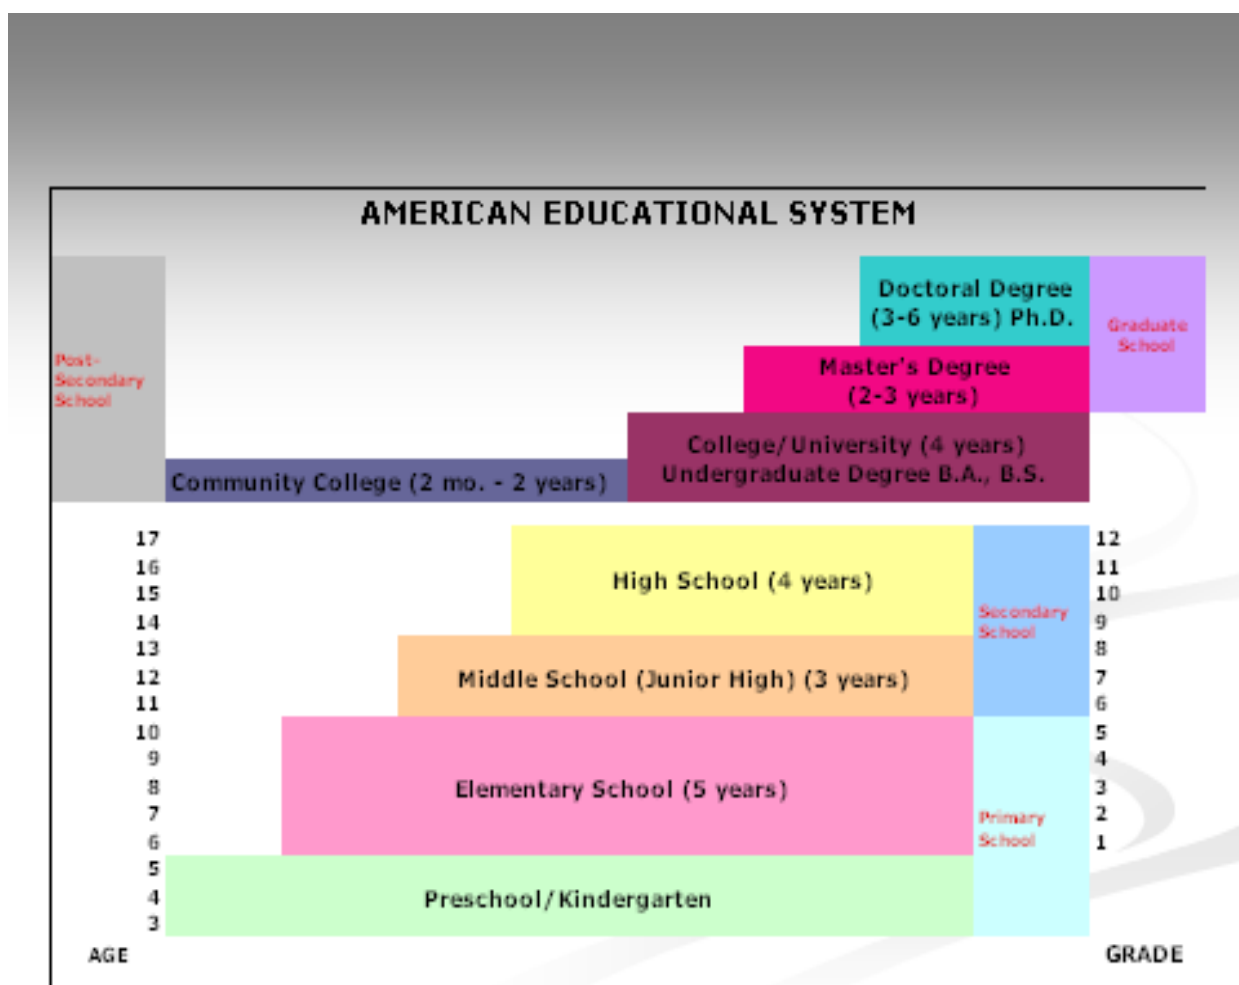 AMERICAN EDUCATIONAL SYSTEM
Doctoral Degree
(3-6 years) Ph.D.
Graduate
School
Post-
Secondary
School
Master's Degree
(2-3 years)
College/University (4 years)
Undergraduate Degree B.A., B.S.
Community College (2 mo. - 2 years)
17
16
15
14
13
12
11
10
9
8
7
6
5
4
3
High School (4 years)
Middle School (Junior High) (3 years)
Elementary School (5 years)
Preschool/Kindergarten
Secondary
School
Primary
School
12
11
10
9
8
7
6
5
4
3
2
1
AGE
GRADE